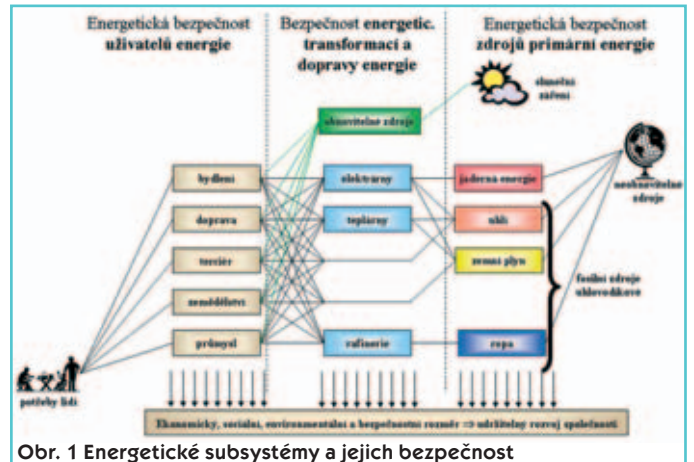 Energetická bezpečnost
uživatelů energie
Bezpečnost energetic.
transformací a
dopravy energie
Energetická bezpečnost
zdrojů primární energie
sluneční
záření
obnovitelné zdroje
neobnovitelné
zdroje
bydlení
elektrárny
jaderná energie
doprava
teplárny
uhlí
terciér
zemní plyn
fosilní zdroje
uhlovodíkové
zemědělství
průmysl
rafinerie
ropa
potřeby lidí
Ekonomický, sociální, environmentální a bezpečnostní rozměr ⇒ udržitelný rozvoj společnosti
Obr. 1 Energetické subsystémy a jejich bezpečnost